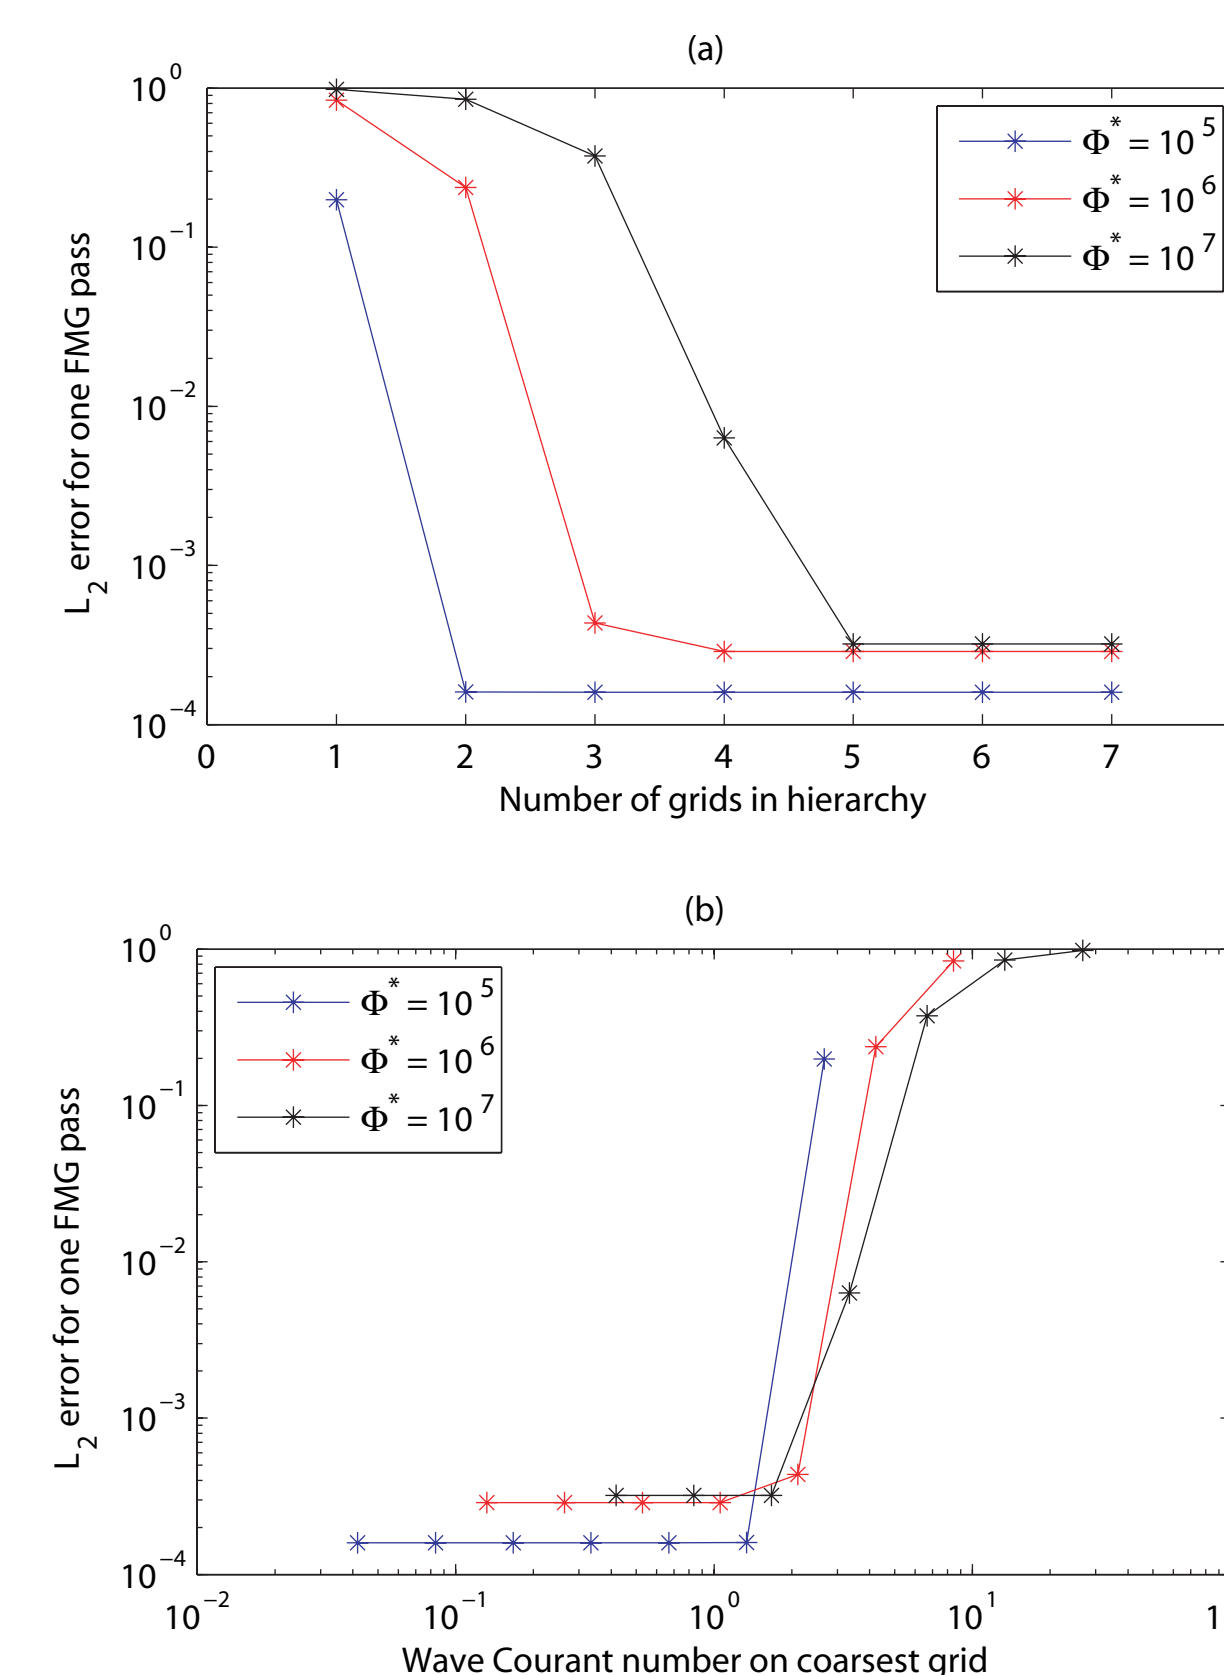 (a)
10^0
10^−1
10^−2
10^−3
10^−4
L_2 error for one FMG pass
Φ^* = 10^5
Φ^* = 10^6
Φ^* = 10^7
0 1 2 3 4 5 6 7
Number of grids in hierarchy
(b)
10^0
10^−1
10^−2
10^−3
10^−4
L_2 error for one FMG pass
Φ^* = 10^5
Φ^* = 10^6
Φ^* = 10^7
10^−2 10^−1 10^0 10^1
Wave Courant number on coarsest grid